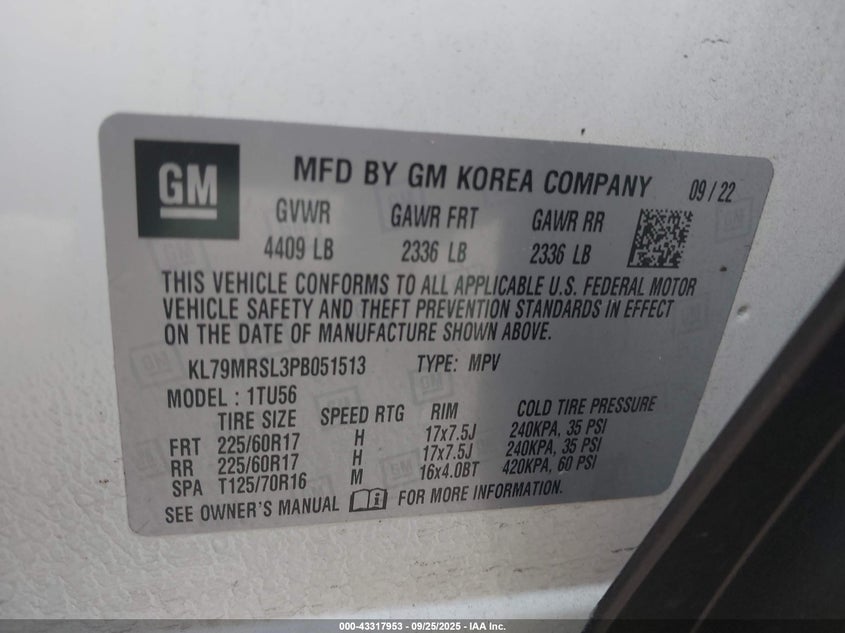 GM
MFD BY GM KOREA COMPANY 09 / 22
GVWR GAWR FRT GAWR RR
4409 LB 2336 LB 2336 LB
THIS VEHICLE CONFORMS TO ALL APPLICABLE U.S. FEDERAL MOTOR
VEHICLE SAFETY AND THEFT PREVENTION STANDARDS IN EFFECT
ON THE DATE OF MANUFACTURE SHOWN ABOVE.
KL79MRSL3PB051513 TYPE: MPV
MODEL : 1TU56
TIRE SIZE SPEED RTG RIM COLD TIRE PRESSURE
FRT 225/60R17 H 17x7.5J 240KPA, 35 PSI
RR 225/60R17 H 17x7.5J 240KPA, 35 PSI
SPA T125/70R16 M 16x4.0BT 420KPA, 60 PSI
SEE OWNER'S MANUAL FOR MORE INFORMATION.
000-43317953 - 09/25/2025 - IAA Inc.